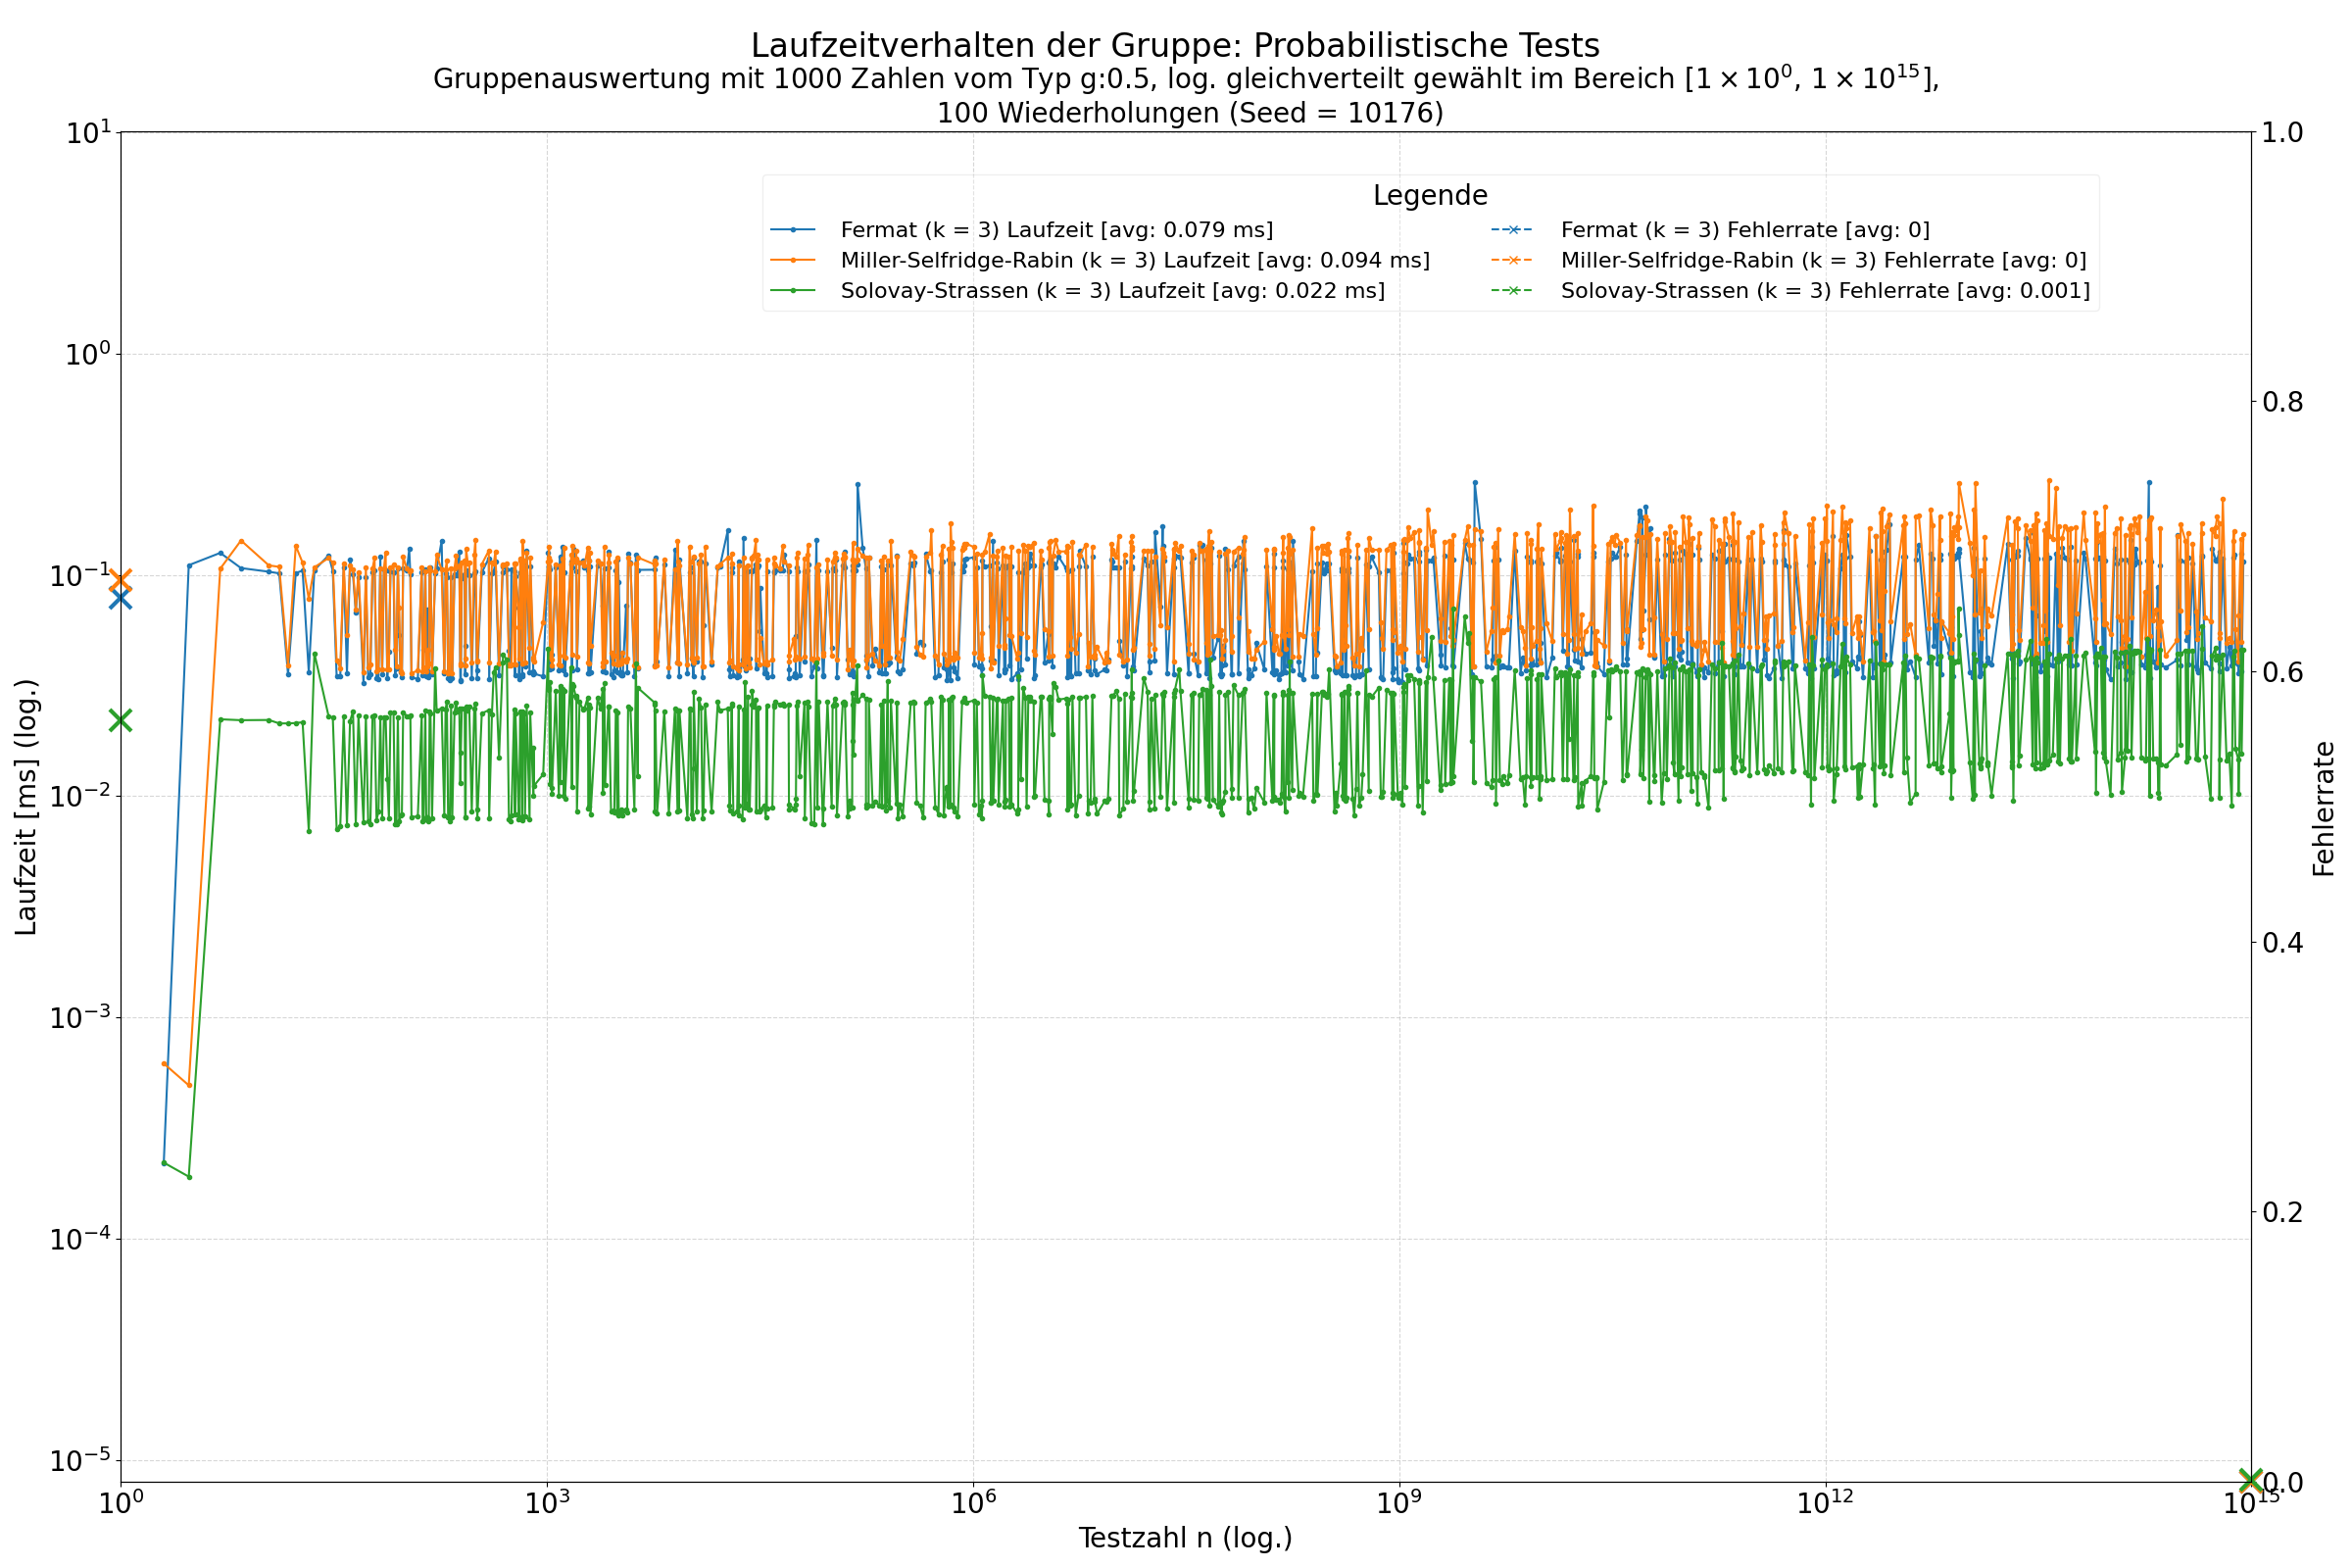 Laufzeitverhalten der Gruppe: Probabilistische Tests
Gruppenauswertung mit 1000 Zahlen vom Typ g:0.5, log. gleichverteilt gewählt im Bereich [1 × 10⁰, 1 × 10¹⁵],
100 Wiederholungen (Seed = 10176)
Legende
Fermat (k = 3) Laufzeit [avg: 0.079 ms]
Miller-Selfridge-Rabin (k = 3) Laufzeit [avg: 0.094 ms]
Solovay-Strassen (k = 3) Laufzeit [avg: 0.022 ms]
Fermat (k = 3) Fehlerrate [avg: 0]
Miller-Selfridge-Rabin (k = 3) Fehlerrate [avg: 0]
Solovay-Strassen (k = 3) Fehlerrate [avg: 0.001]
Laufzeit [ms] (log.)
10¹
10⁰
10⁻¹
10⁻²
10⁻³
10⁻⁴
10⁻⁵
Fehlerrate
1.0
0.8
0.6
0.4
0.2
0.0
10⁰
10³
10⁶
10⁹
10¹²
10¹⁵
Testzahl n (log.)